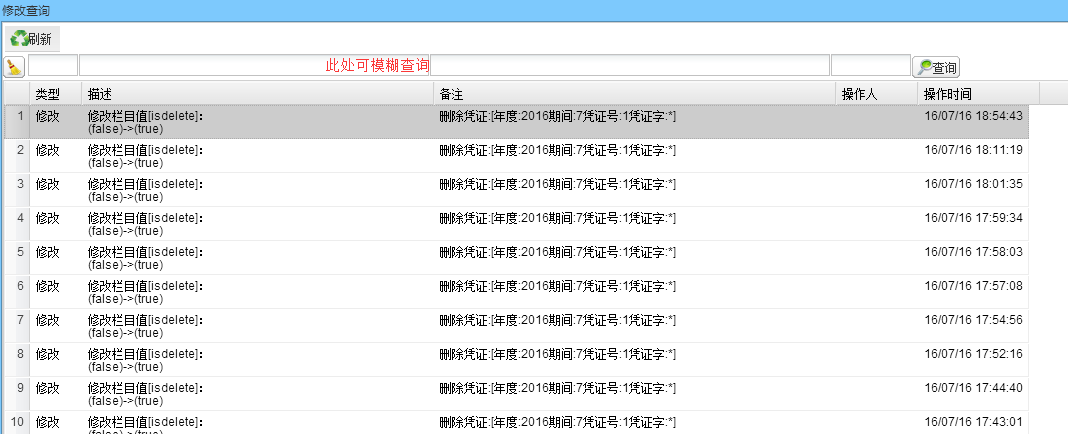 修改查询
刷新
此处可模糊查询 查询
类型 描述 备注 操作人 操作时间
1 修改 修改栏目值[isdelete]: 删除凭证:[年度:2016期间:7凭证号:1凭证字:*] 16/07/16 18:54:43
(false)->(true)
2 修改 修改栏目值[isdelete]: 删除凭证:[年度:2016期间:7凭证号:1凭证字:*] 16/07/16 18:11:19
(false)->(true)
3 修改 修改栏目值[isdelete]: 删除凭证:[年度:2016期间:7凭证号:1凭证字:*] 16/07/16 18:01:35
(false)->(true)
4 修改 修改栏目值[isdelete]: 删除凭证:[年度:2016期间:7凭证号:1凭证字:*] 16/07/16 17:59:34
(false)->(true)
5 修改 修改栏目值[isdelete]: 删除凭证:[年度:2016期间:7凭证号:1凭证字:*] 16/07/16 17:58:03
(false)->(true)
6 修改 修改栏目值[isdelete]: 删除凭证:[年度:2016期间:7凭证号:1凭证字:*] 16/07/16 17:57:08
(false)->(true)
7 修改 修改栏目值[isdelete]: 删除凭证:[年度:2016期间:7凭证号:1凭证字:*] 16/07/16 17:54:56
(false)->(true)
8 修改 修改栏目值[isdelete]: 删除凭证:[年度:2016期间:7凭证号:1凭证字:*] 16/07/16 17:52:16
(false)->(true)
9 修改 修改栏目值[isdelete]: 删除凭证:[年度:2016期间:7凭证号:1凭证字:*] 16/07/16 17:44:40
(false)->(true)
10 修改 修改栏目值[isdelete]: 删除凭证:[年度:2016期间:7凭证号:1凭证字:*] 16/07/16 17:43:01
(false)->(true)